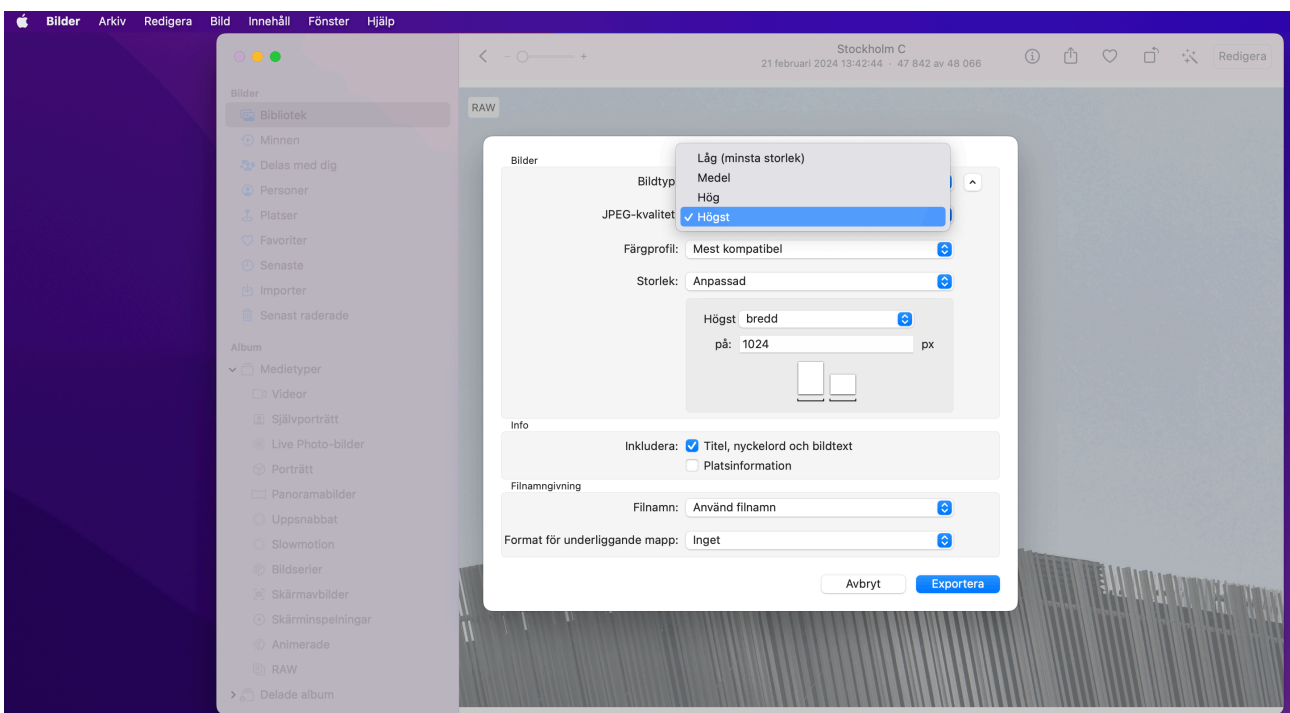 Bilder Arkiv Redigera Bild Innehåll Fönster Hjälp
Stockholm C
21 februari 2024 13:42:44 · 47 842 av 48 066
Redigera
Bilder
Bibliotek
Minnen
Delas med dig
Personer
Platser
Favoriter
Senaste
Importer
Senast raderade
Album
Medietyper
Videor
Självporträtt
Live Photo-bilder
Porträtt
Panoramabilder
Uppsnabbat
Slowmotion
Bildserier
Skärmavbilder
Skärminspelningar
Animerade
RAW
Delade album
RAW
Bilder
Bildtyp
JPEG-kvalitet
Låg (minsta storlek)
Medel
Hög
✓ Högst
Färgprofil: Mest kompatibel
Storlek: Anpassad
Högst bredd
på: 1024 px
Info
Inkludera: Titel, nyckelord och bildtext
Platsinformation
Filnamngivning
Filnamn: Använd filnamn
Format för underliggande mapp: Inget
Avbryt Exportera